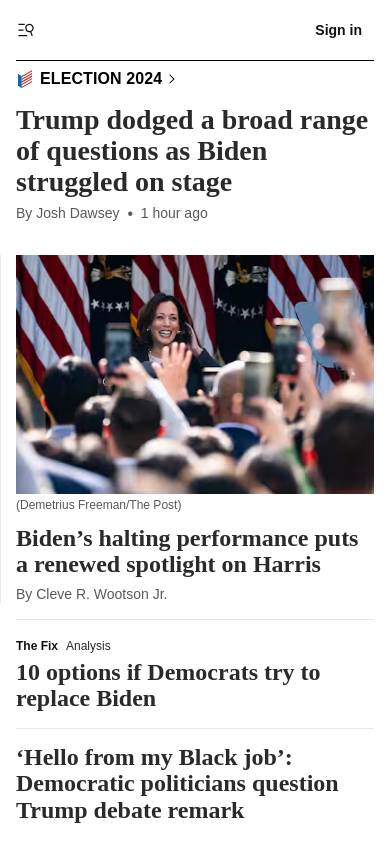 Sign in
ELECTION 2024
Trump dodged a broad range
of questions as Biden
struggled on stage
By Josh Dawsey • 1 hour ago
(Demetrius Freeman/The Post)
Biden’s halting performance puts
a renewed spotlight on Harris
By Cleve R. Wootson Jr.
The Fix Analysis
10 options if Democrats try to
replace Biden
‘Hello from my Black job’:
Democratic politicians question
Trump debate remark